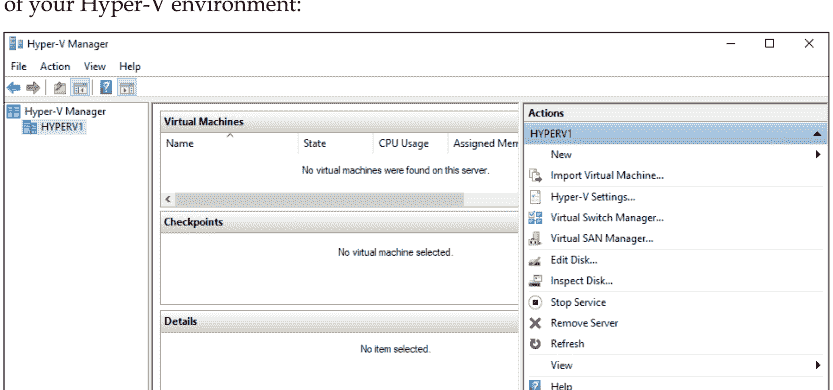 of your Hyper-V environment:
Hyper-V Manager
File Action View Help
Hyper-V Manager
HYPERV1
Virtual Machines
Name State CPU Usage Assigned Mem
No virtual machines were found on this server.
Checkpoints
No virtual machine selected.
Details
No item selected.
Actions
HYPERV1
New
Import Virtual Machine...
Hyper-V Settings...
Virtual Switch Manager...
Virtual SAN Manager...
Edit Disk...
Inspect Disk...
Stop Service
Remove Server
Refresh
View
Help